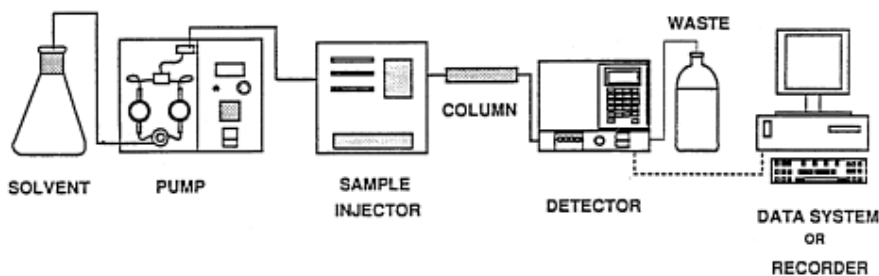 WASTE
COLUMN
SOLVENT
PUMP
SAMPLE
INJECTOR
DETECTOR
DATA SYSTEM
OR
RECORDER